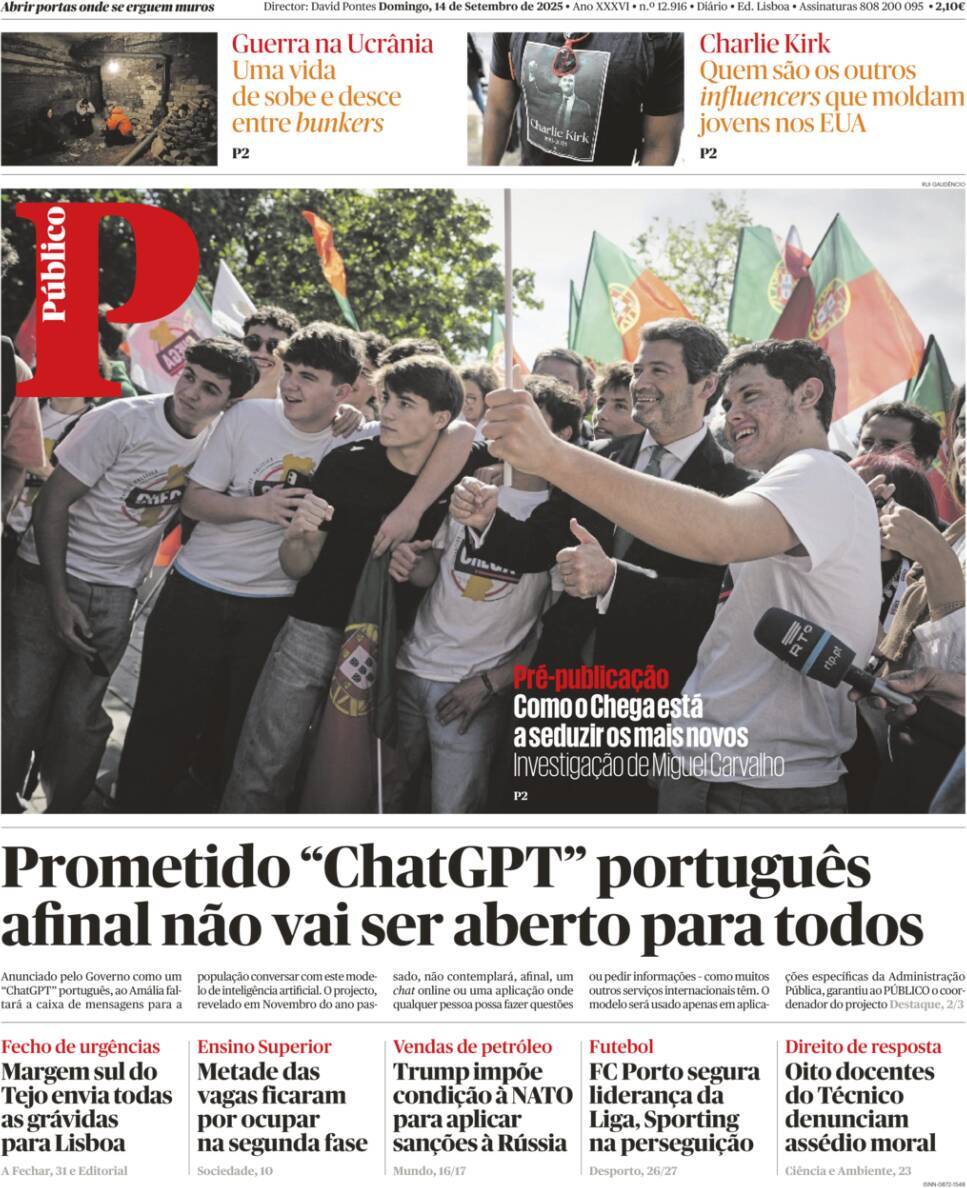 Abrir portas onde se erguem muros
Director: David Pontes Domingo, 14 de Setembro de 2025 • Ano XXXVI • n.º 12.916 • Diário • Ed. Lisboa • Assinaturas 808 200 095 • 2,10€
Guerra na Ucrânia
Uma vida
de sobe e desce
entre bunkers
P2
Charlie Kirk
Charlie Kirk
Quem são os outros
influencers que moldam
jovens nos EUA
P2
RUI GAUDÊNCIO
Público
P
CHEGA
RTP
rtp.pt
Pré-publicação
Como o Chega está
a seduzir os mais novos
Investigação de Miguel Carvalho
P2
Prometido “ChatGPT” português
afinal não vai ser aberto para todos
Anunciado pelo Governo como um
“ChatGPT” português, ao Amália fal-
tará a caixa de mensagens para a
população conversar com este mode-
lo de inteligência artificial. O projecto,
revelado em Novembro do ano pas-
sado, não contemplará, afinal, um
chat online ou uma aplicação onde
qualquer pessoa possa fazer questões
ou pedir informações – como muitos
outros serviços internacionais têm. O
modelo será usado apenas em aplica-
ções específicas da Administração
Pública, garantiu ao PÚBLICO o coor-
denador do projecto Destaque, 2/3
Fecho de urgências
Margem sul do
Tejo envia todas
as grávidas
para Lisboa
A Fechar, 31 e Editorial
Ensino Superior
Metade das
vagas ficaram
por ocupar
na segunda fase
Sociedade, 10
Vendas de petróleo
Trump impõe
condição à NATO
para aplicar
sanções à Rússia
Mundo, 16/17
Futebol
FC Porto segura
liderança da
Liga, Sporting
na perseguição
Desporto, 26/27
Direito de resposta
Oito docentes
do Técnico
denunciam
assédio moral
Ciência e Ambiente, 23
ISNN-0872-1548